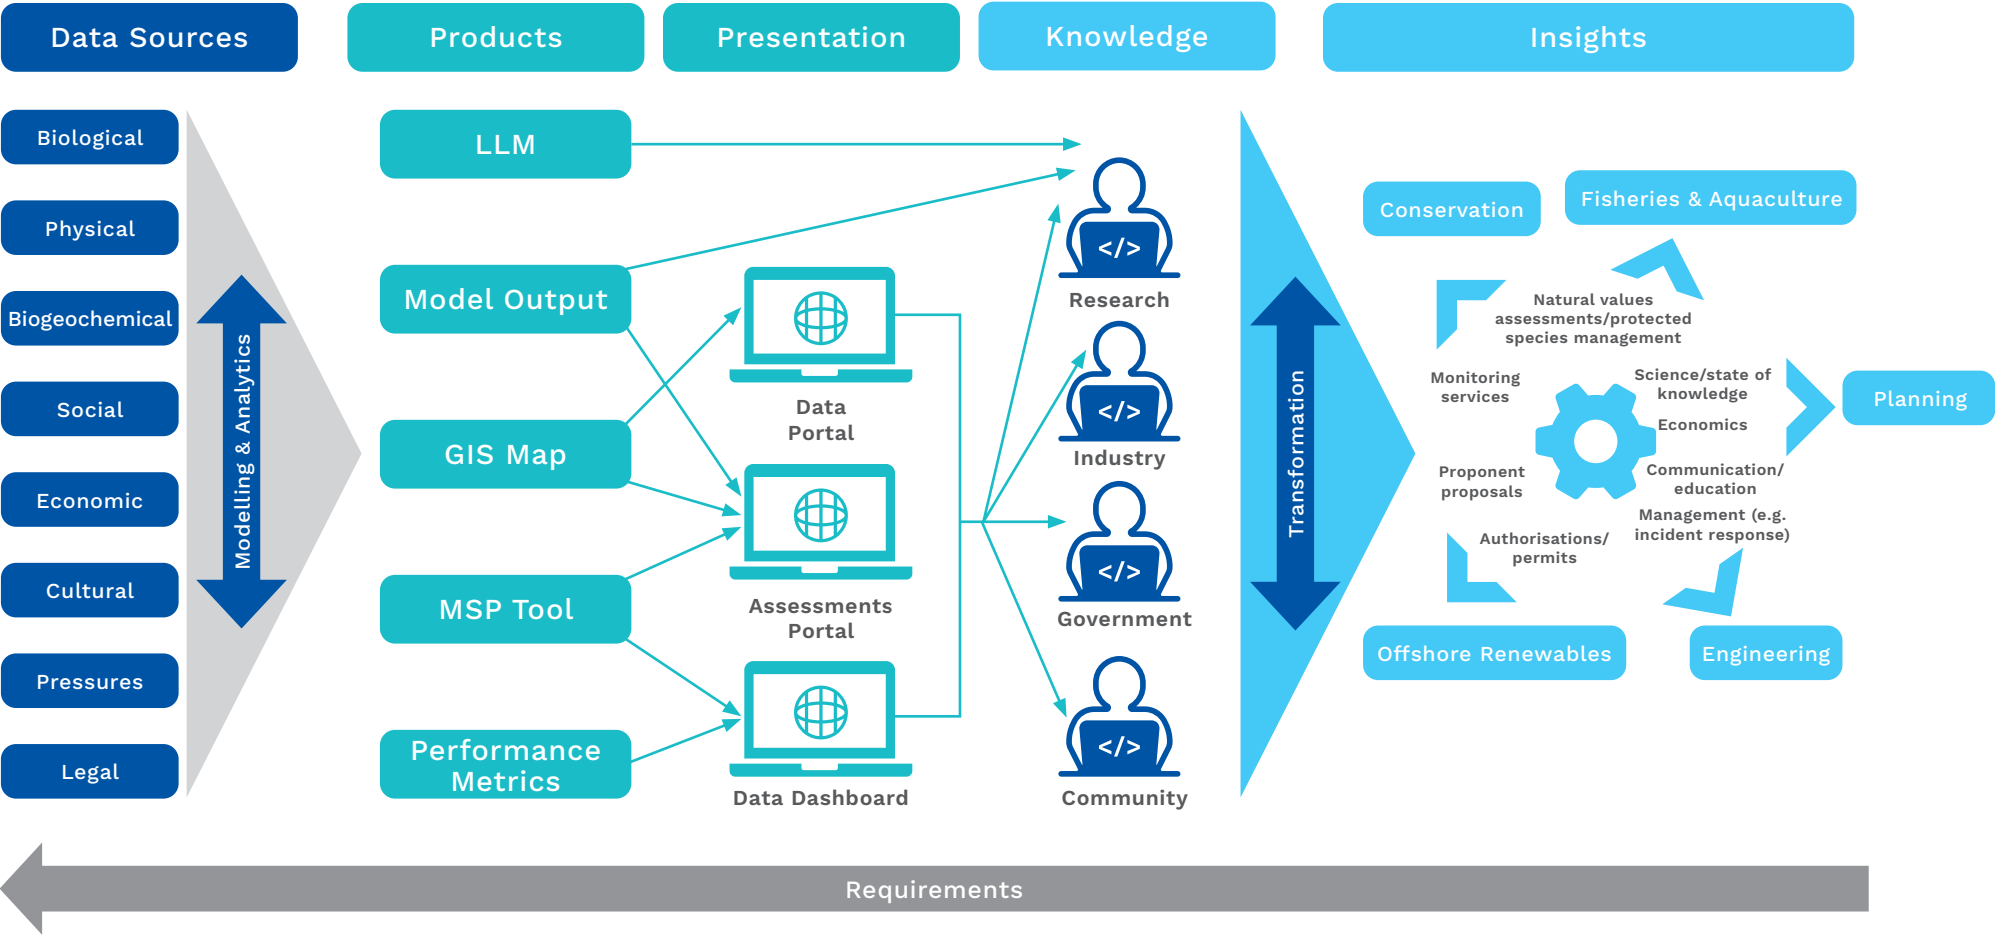 Data Sources
Products
Presentation
Knowledge
Insights
Biological
Physical
Biogeochemical
Social
Economic
Cultural
Pressures
Legal
Modelling & Analytics
LLM
Model Output
GIS Map
MSP Tool
Performance
Metrics
Data
Portal
Assessments
Portal
Data Dashboard
</>
Research
</>
Industry
</>
Government
</>
Community
Transformation
Conservation
Fisheries & Aquaculture
Natural values
assessments/protected
species management
Monitoring
services
Science/state of
knowledge
Economics
Planning
Proponent
proposals
Communication/
education
Management (e.g.
incident response)
Authorisations/
permits
Offshore Renewables
Engineering
Requirements